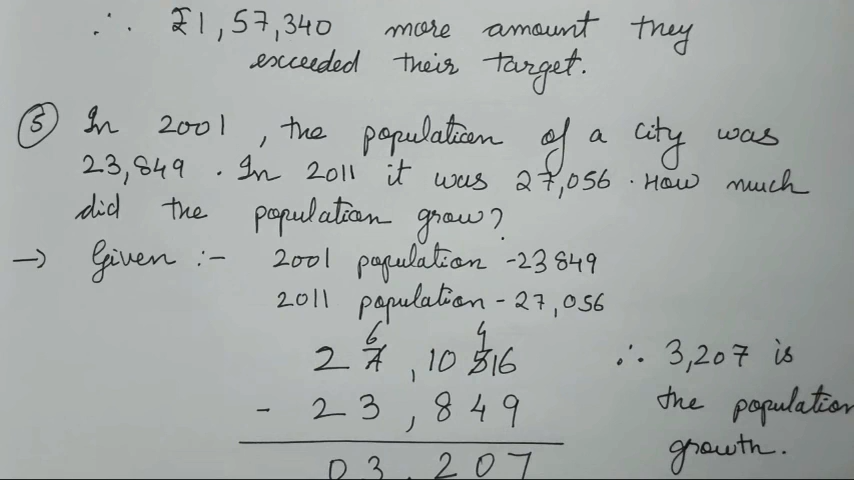 ∴ ₹1,57,340 more amount they
exceeded their target.
⑤ In 2001, the population of a city was
23,849. In 2011 it was 27,056. How much
did the population grow?
→ Given :- 2001 population - 23849
2011 population - 27,056
6 4
2 7 , 10 5 16
- 2 3 , 8 4 9
0 3 , 2 0 7
∴ 3,207 is
the population
growth.